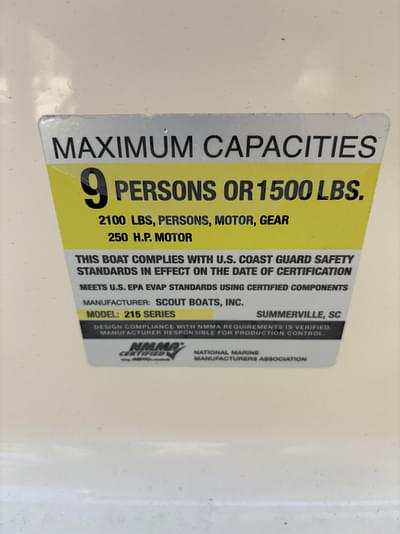 MAXIMUM CAPACITIES
9 PERSONS OR 1500 LBS.
2100 LBS, PERSONS, MOTOR, GEAR
250 H.P. MOTOR
THIS BOAT COMPLIES WITH U.S. COAST GUARD SAFETY
STANDARDS IN EFFECT ON THE DATE OF CERTIFICATION
MEETS U.S. EPA EVAP STANDARDS USING CERTIFIED COMPONENTS
MANUFACTURER: SCOUT BOATS, INC.
MODEL: 215 SERIES SUMMERVILLE, SC
DESIGN COMPLIANCE WITH NMMA REQUIREMENTS IS VERIFIED.
MANUFACTURER RESPONSIBLE FOR PRODUCTION CONTROL.
NMMA
CERTIFIED
NATIONAL MARINE
MANUFACTURERS ASSOCIATION